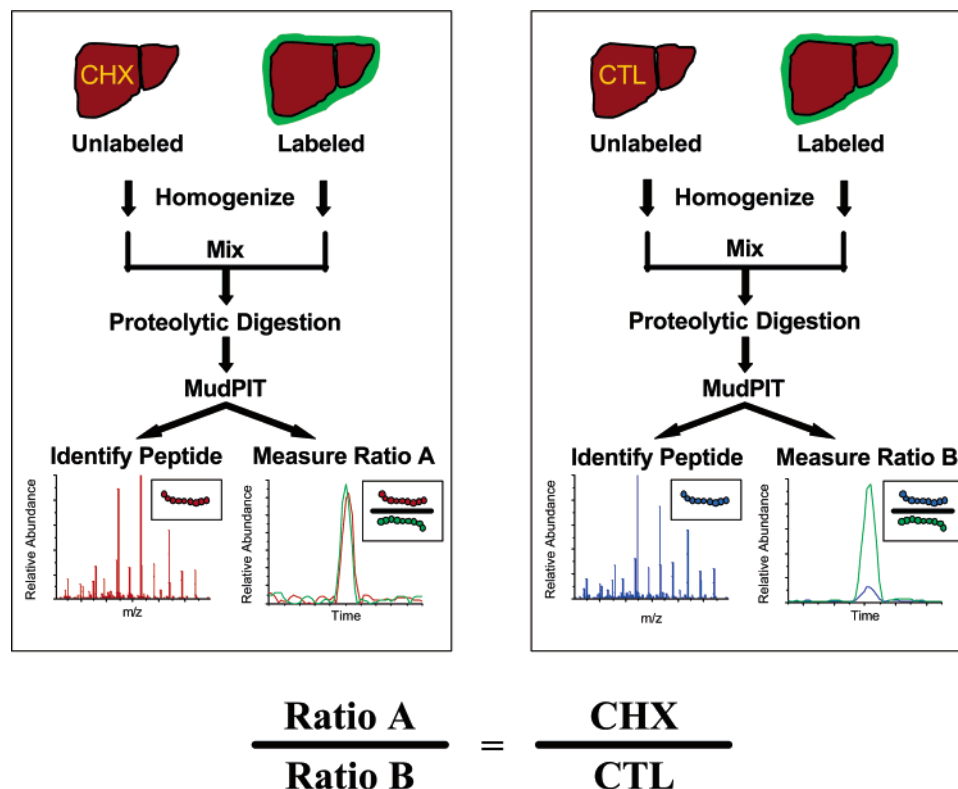 CHX
Unlabeled Labeled
Homogenize
Mix
Proteolytic Digestion
MudPIT
Identify Peptide Measure Ratio A
Relative Abundance
m/z
Relative Abundance
Time
CTL
Unlabeled Labeled
Homogenize
Mix
Proteolytic Digestion
MudPIT
Identify Peptide Measure Ratio B
Relative Abundance
m/z
Relative Abundance
Time
Ratio A = CHX
Ratio B CTL